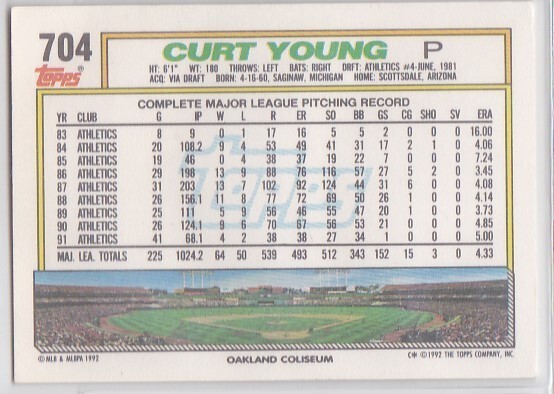 704 CURT YOUNG P
Topps HT: 6'1" WT: 180 THROWS: LEFT BATS: RIGHT DRFT: ATHLETICS #4-JUNE, 1981
ACQ: VIA DRAFT BORN: 4-16-60, SAGINAW, MICHIGAN HOME: SCOTTSDALE, ARIZONA
COMPLETE MAJOR LEAGUE PITCHING RECORD
YR CLUB G IP W L R ER SO BB GS CG SHO SV ERA
83 ATHLETICS 8 9 0 1 17 16 5 5 2 0 0 0 16.00
84 ATHLETICS 20 108.2 9 4 53 49 41 31 17 2 1 0 4.06
85 ATHLETICS 19 46 0 4 38 37 19 22 7 0 0 0 7.24
86 ATHLETICS 29 198 13 9 88 76 116 57 27 5 2 0 3.45
87 ATHLETICS 31 203 13 7 102 92 124 44 31 6 0 0 4.08
88 ATHLETICS 26 156.1 11 8 77 72 69 50 26 1 0 0 4.14
89 ATHLETICS 25 111 5 9 56 46 55 47 20 1 0 0 3.73
90 ATHLETICS 26 124.1 9 6 70 67 56 53 21 0 0 0 4.85
91 ATHLETICS 41 68.1 4 2 38 38 27 34 1 0 0 0 5.00
MAJ. LEA. TOTALS 225 1024.2 64 50 539 493 512 343 152 15 3 0 4.33
Topps
© MLB & MLBPA 1992 OAKLAND COLISEUM C* © 1992 THE TOPPS COMPANY, INC.